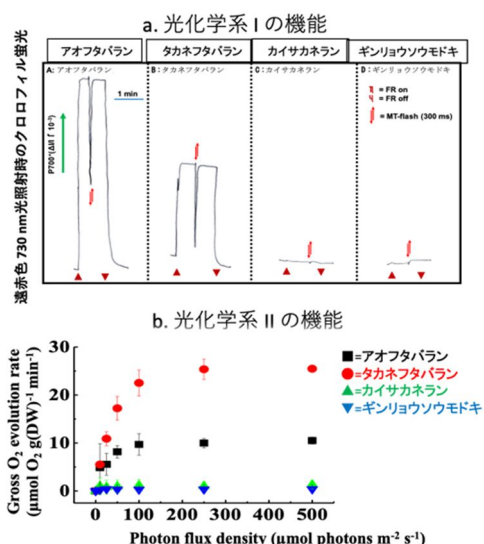 a. 光化学系 I の機能
アオフタバラン タカネフタバラン カイサカネラン ギンリョウソウモドキ
A: アオフタバラン B: タカネフタバラン C: カイサカネラン D: ギンリョウソウモドキ
1 min
= FR on
= FR off
= MT-flash (300 ms)
遠赤色 730 nm光照射時のクロロフィル蛍光
b. 光化学系 II の機能
Gross O₂ evolution rate
(μmol O₂ g(DW)⁻¹ min⁻¹)
30
20
10
0
=アオフタバラン
=タカネフタバラン
=カイサカネラン
=ギンリョウソウモドキ
0 100 200 300 400 500
Photon flux density (μmol photons m⁻² s⁻¹)